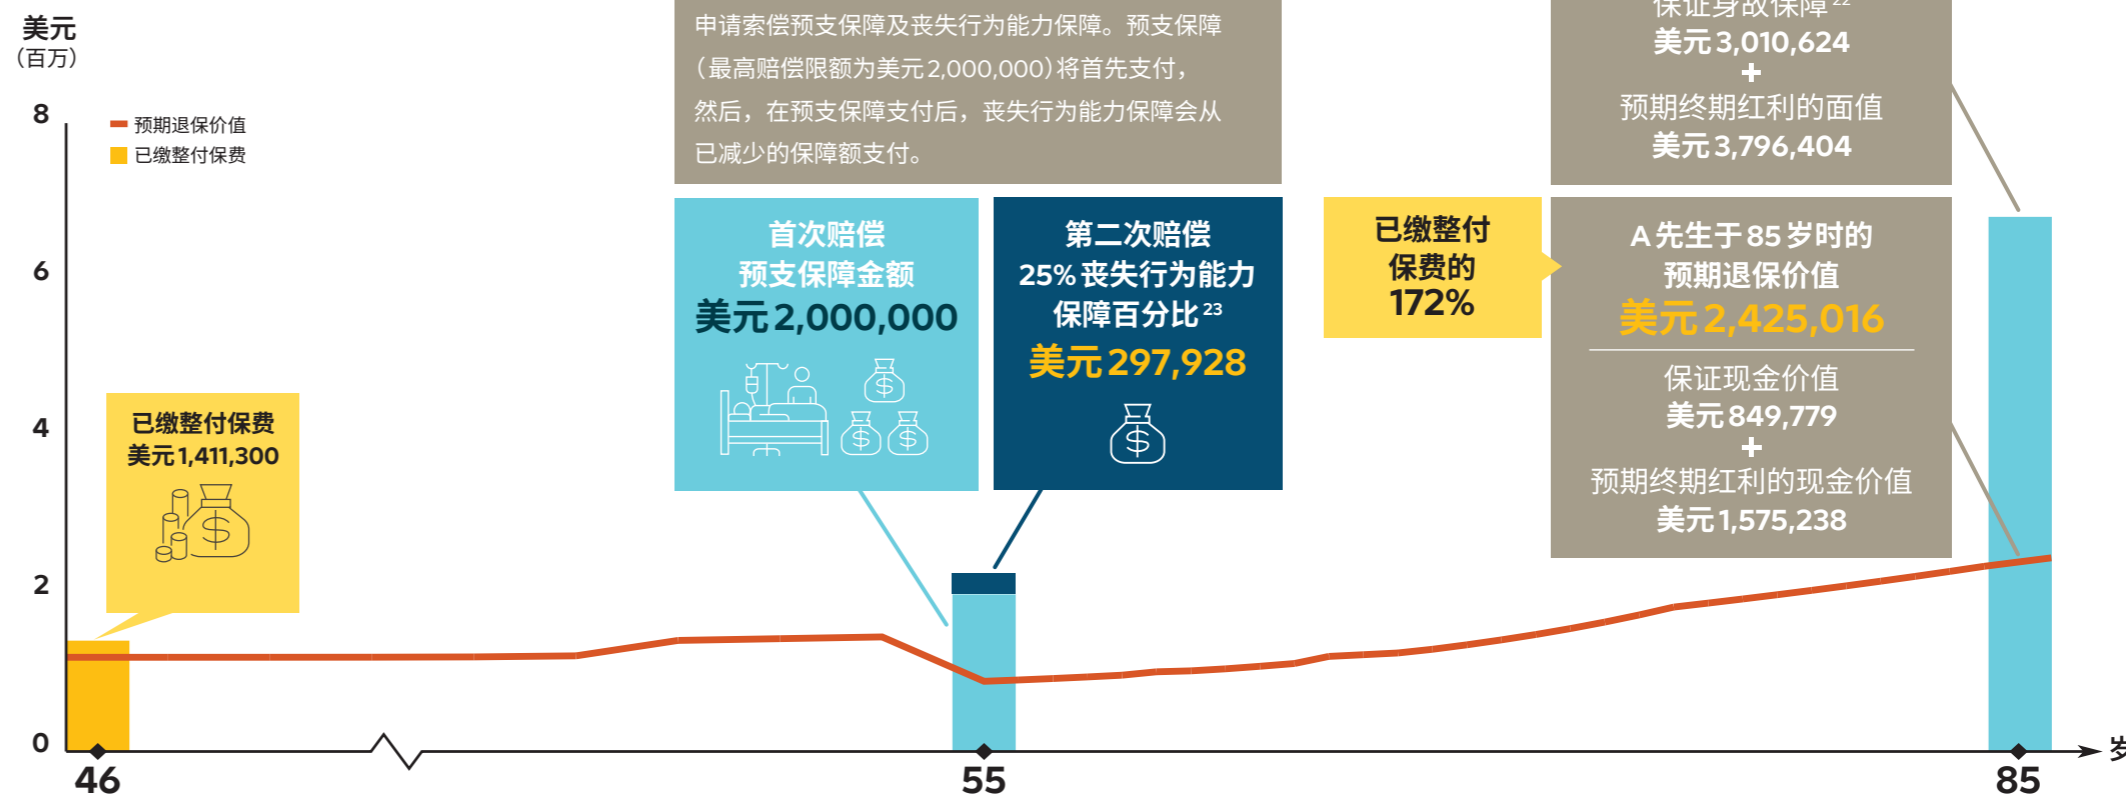 美元
（百万）
8
6
4
2
0
预期退保价值
已缴整付保费
已缴整付保费
美元1,411,300
申请索偿预支保障及丧失行为能力保障。预支保障
（最高赔偿限额为美元2,000,000）将首先支付，
然后，在预支保障支付后，丧失行为能力保障会从
已减少的保障额支付。
首次赔偿
预支保障金额
美元2,000,000
第二次赔偿
25%丧失行为能力
保障百分比23
美元297,928
已缴整付
保费的
172%
保证身故保障22
美元3,010,624
+
预期终期红利的面值
美元3,796,404
A先生于85岁时的
预期退保价值
美元2,425,016
保证现金价值
美元849,779
+
预期终期红利的现金价值
美元1,575,238
46
55
85
岁